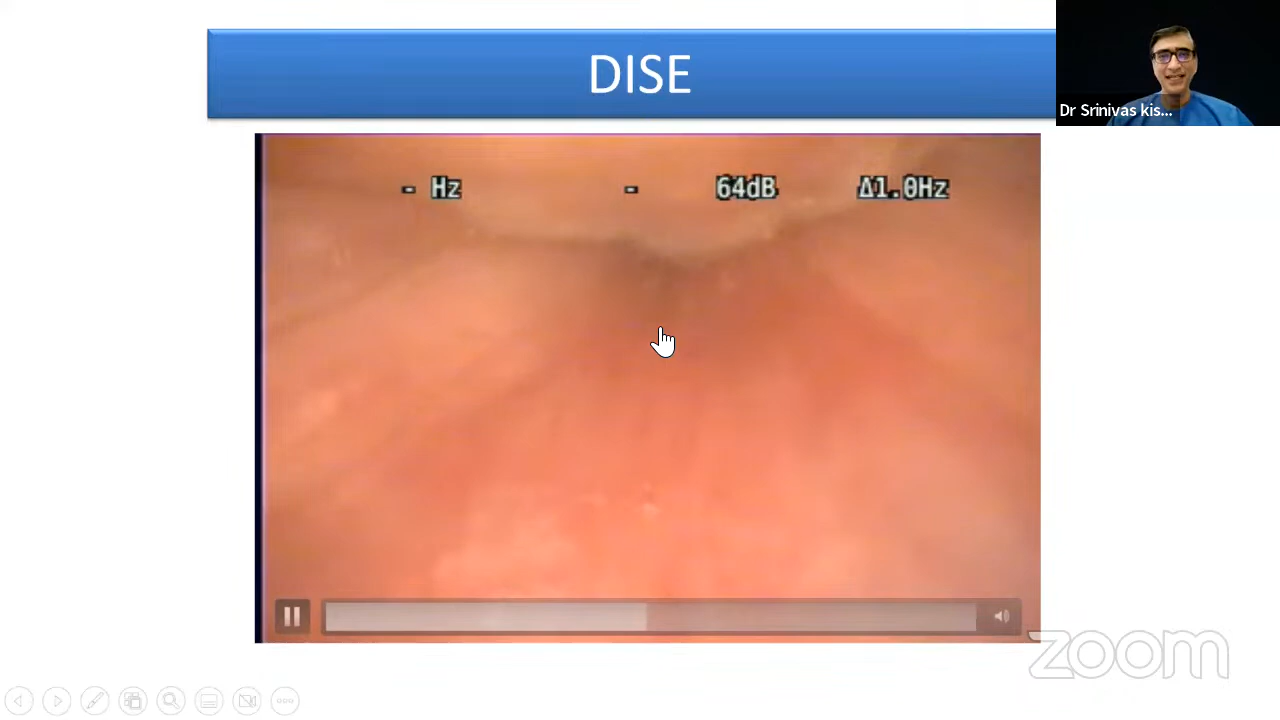 DISE
Dr Srinivas kis...
- Hz - 64dB Δ1.0Hz
zoom